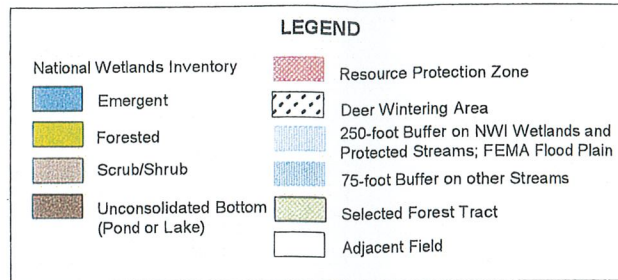 LEGEND
National Wetlands Inventory
Emergent
Forested
Scrub/Shrub
Unconsolidated Bottom
(Pond or Lake)
Resource Protection Zone
Deer Wintering Area
250-foot Buffer on NWI Wetlands and
Protected Streams; FEMA Flood Plain
75-foot Buffer on other Streams
Selected Forest Tract
Adjacent Field